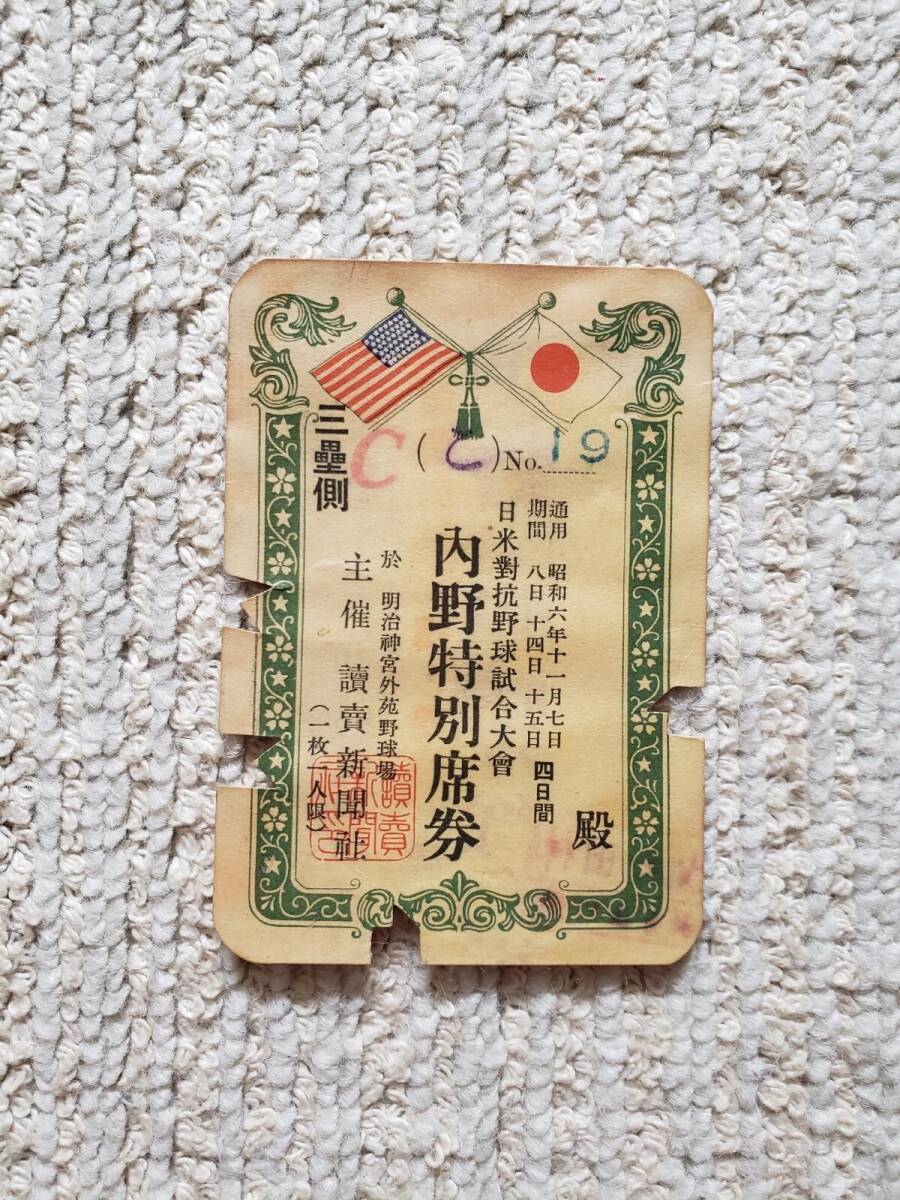 三壘側
C (と) No. 19
通用期間 昭和六年十一月七日 八日 十四日 十五日 四日間
殿
日米對抗野球試合大會
內野特別席券
於 明治神宮外苑野球場
主催 讀賣新聞社
(一枚一人限)